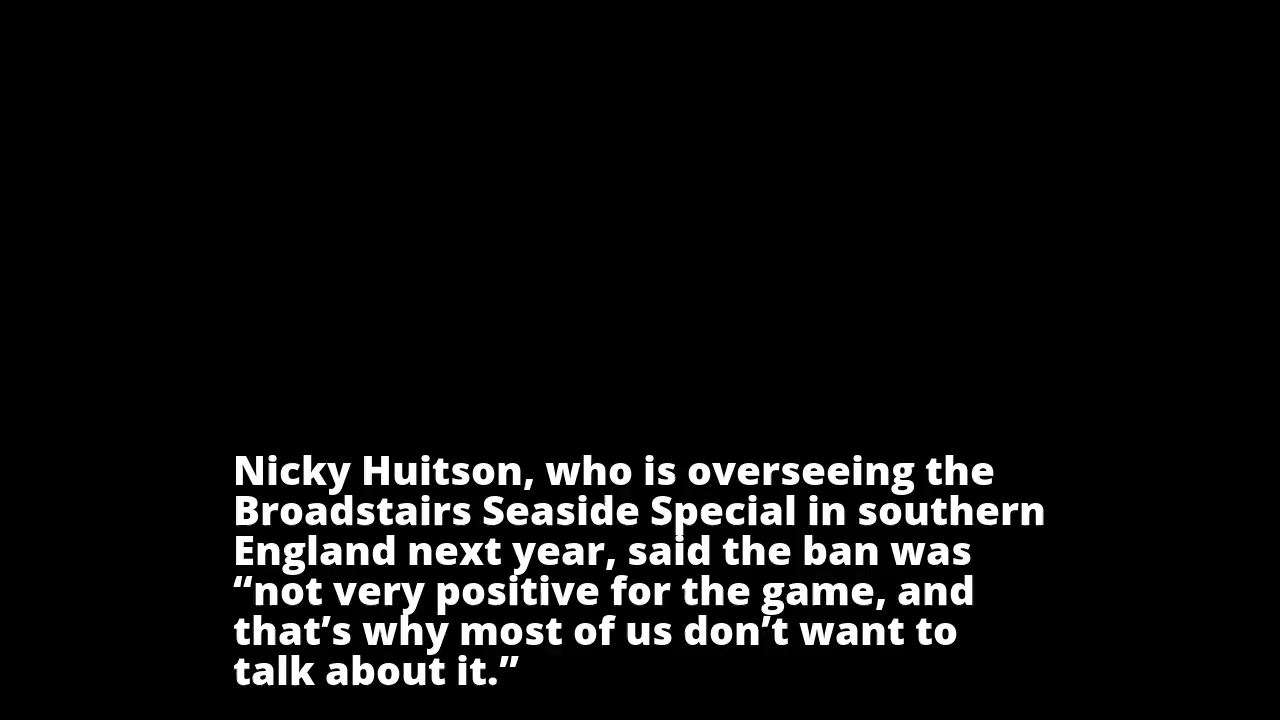 Nicky Huitson, who is overseeing the
Broadstairs Seaside Special in southern
England next year, said the ban was
“not very positive for the game, and
that’s why most of us don’t want to
talk about it.”